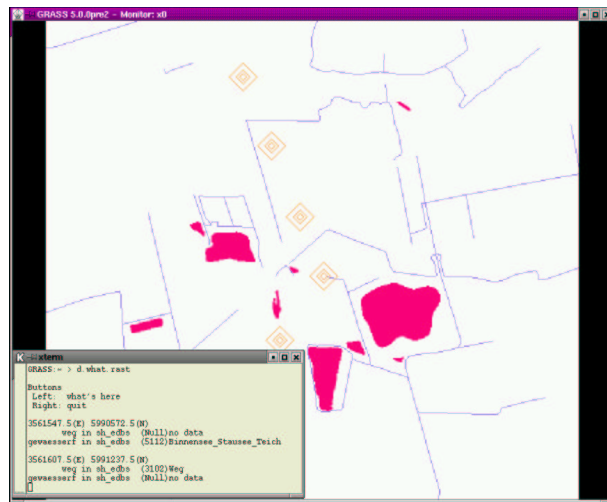 GRASS 5.0.0pre2 - Monitor: x0
xterm
GRASS:~ > d.what.rast
Buttons
Left: what's here
Right: quit
3561547.5(E) 5990572.5(N)
weg in sh_edbs (Null)no data
gewaesserf in sh_edbs (5112)Binnensee_Stausee_Teich
3561607.5(E) 5991237.5(N)
weg in sh_edbs (3102)Weg
gewaesserf in sh_edbs (Null)no data